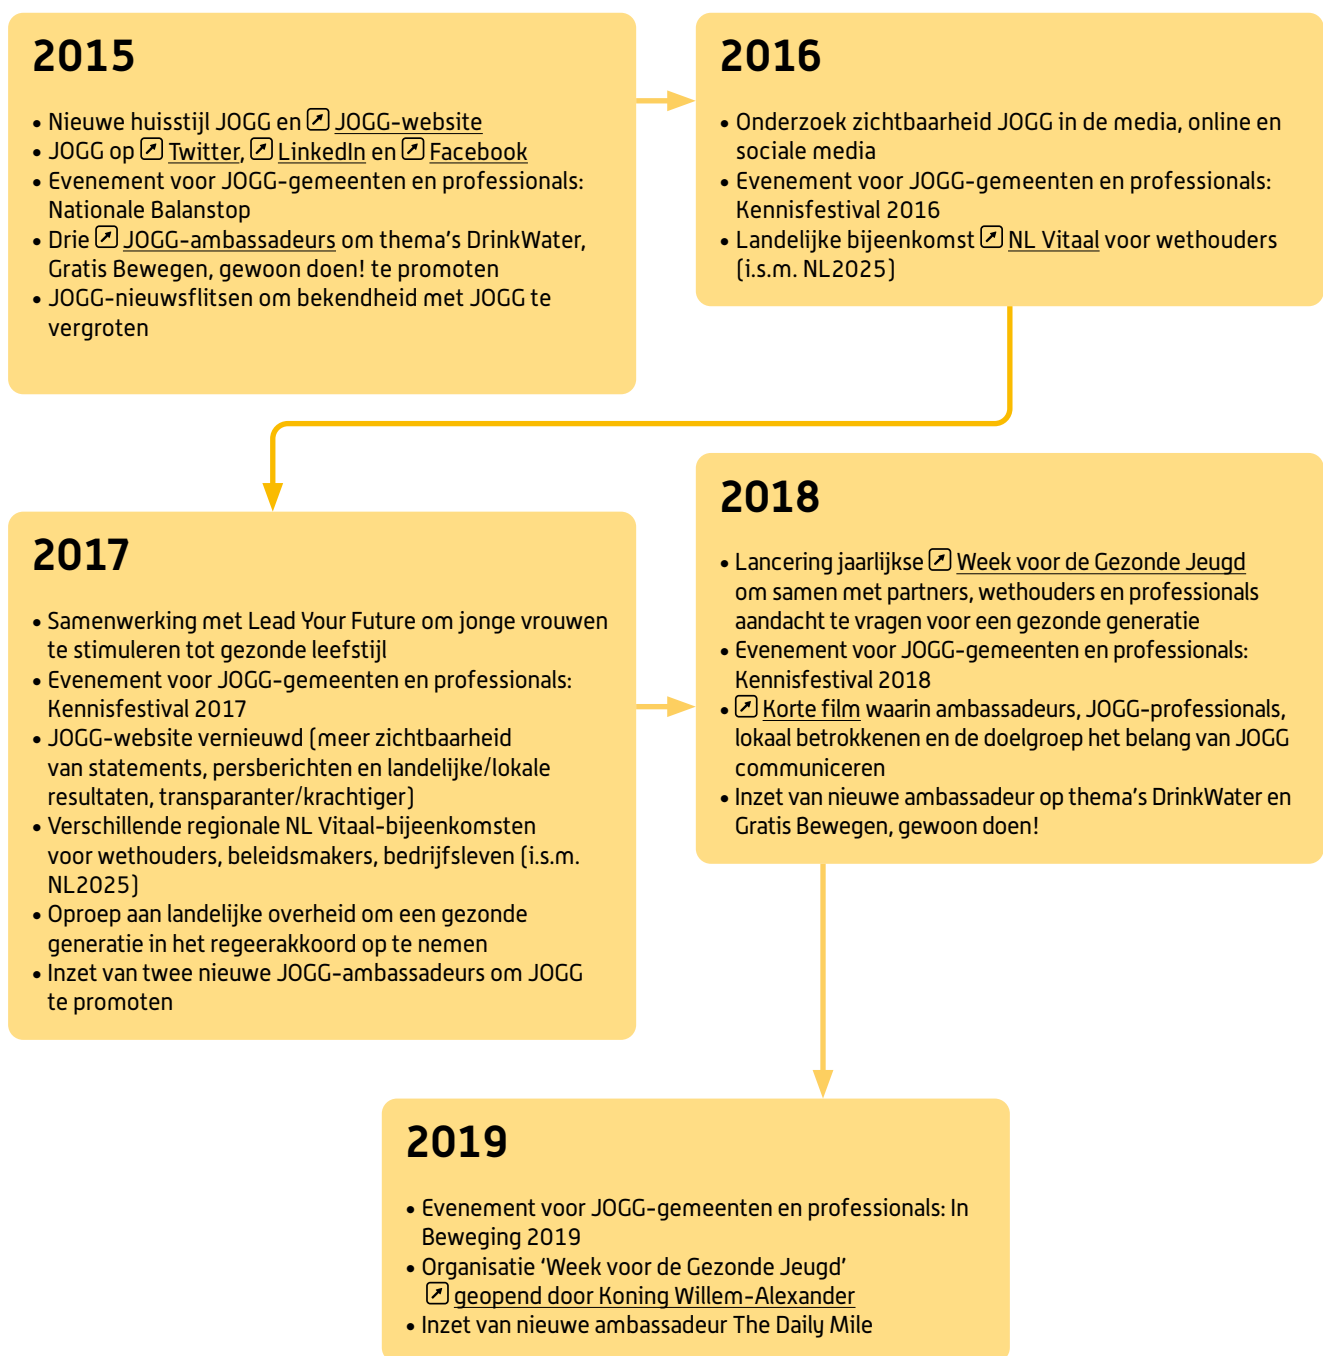 2015
• Nieuwe huisstijl JOGG en JOGG-website
• JOGG op Twitter, LinkedIn en Facebook
• Evenement voor JOGG-gemeenten en professionals:
Nationale Balanstop
• Drie JOGG-ambassadeurs om thema's DrinkWater,
Gratis Bewegen, gewoon doen! te promoten
• JOGG-nieuwsflitsen om bekendheid met JOGG te
vergroten
2016
• Onderzoek zichtbaarheid JOGG in de media, online en
sociale media
• Evenement voor JOGG-gemeenten en professionals:
Kennisfestival 2016
• Landelijke bijeenkomst NL Vitaal voor wethouders
(i.s.m. NL2025)
2017
• Samenwerking met Lead Your Future om jonge vrouwen
te stimuleren tot gezonde leefstijl
• Evenement voor JOGG-gemeenten en professionals:
Kennisfestival 2017
• JOGG-website vernieuwd (meer zichtbaarheid
van statements, persberichten en landelijke/lokale
resultaten, transparanter/krachtiger)
• Verschillende regionale NL Vitaal-bijeenkomsten
voor wethouders, beleidsmakers, bedrijfsleven (i.s.m.
NL2025)
• Oproep aan landelijke overheid om een gezonde
generatie in het regeerakkoord op te nemen
• Inzet van twee nieuwe JOGG-ambassadeurs om JOGG
te promoten
2018
• Lancering jaarlijkse Week voor de Gezonde Jeugd
om samen met partners, wethouders en professionals
aandacht te vragen voor een gezonde generatie
• Evenement voor JOGG-gemeenten en professionals:
Kennisfestival 2018
• Korte film waarin ambassadeurs, JOGG-professionals,
lokaal betrokkenen en de doelgroep het belang van JOGG
communiceren
• Inzet van nieuwe ambassadeur op thema's DrinkWater en
Gratis Bewegen, gewoon doen!
2019
• Evenement voor JOGG-gemeenten en professionals: In
Beweging 2019
• Organisatie ‘Week voor de Gezonde Jeugd’
geopend door Koning Willem-Alexander
• Inzet van nieuwe ambassadeur The Daily Mile